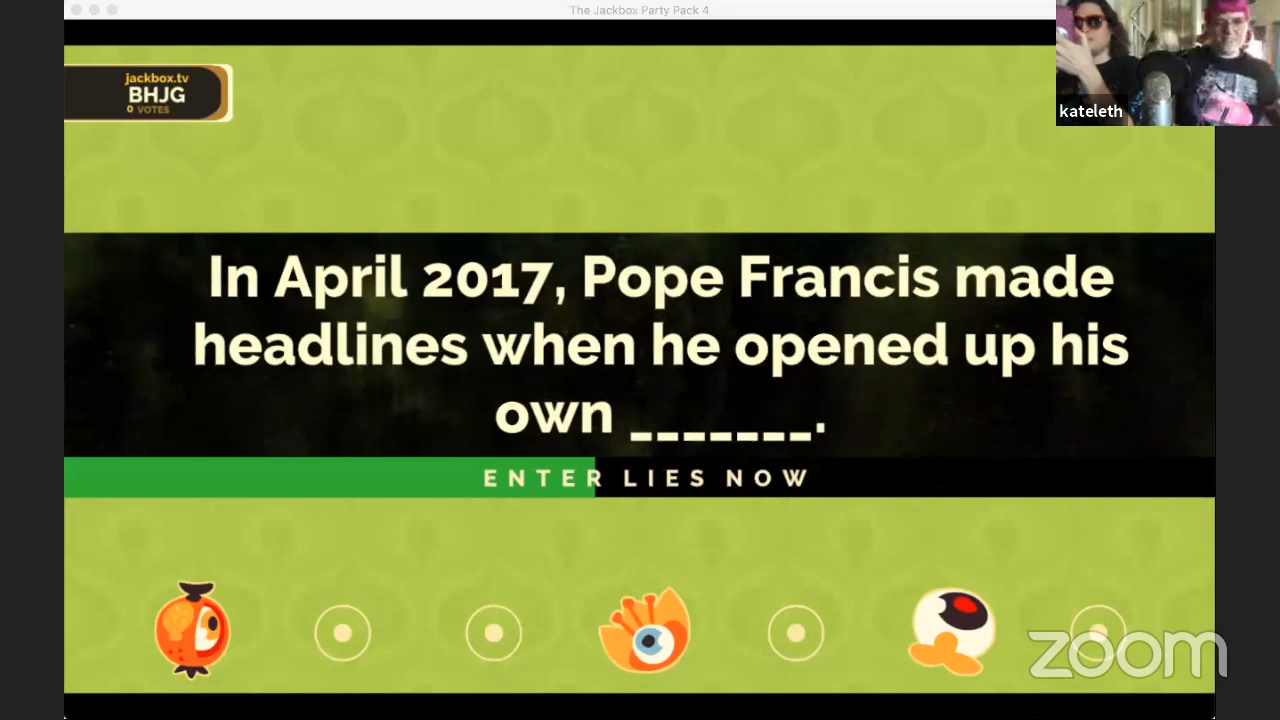 The Jackbox Party Pack 4
jackbox.tv
BHJG
0 VOTES
kateleth
In April 2017, Pope Francis made
headlines when he opened up his
own _______.
ENTER LIES NOW
zoom